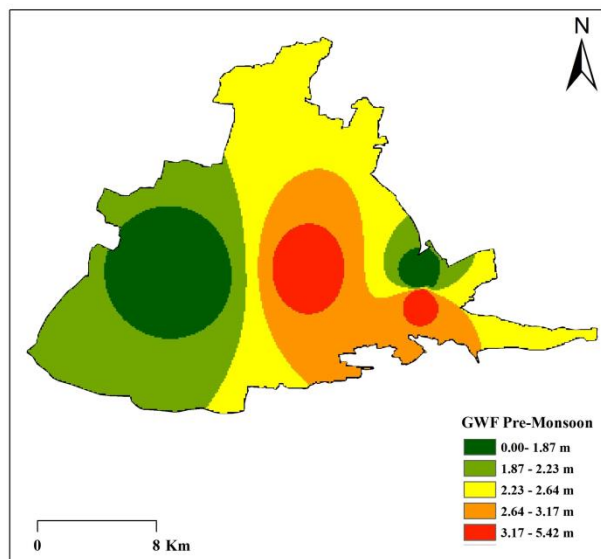 N
GWF Pre-Monsoon
0.00- 1.87 m
1.87 - 2.23 m
2.23 - 2.64 m
2.64 - 3.17 m
3.17 - 5.42 m
0 8 Km